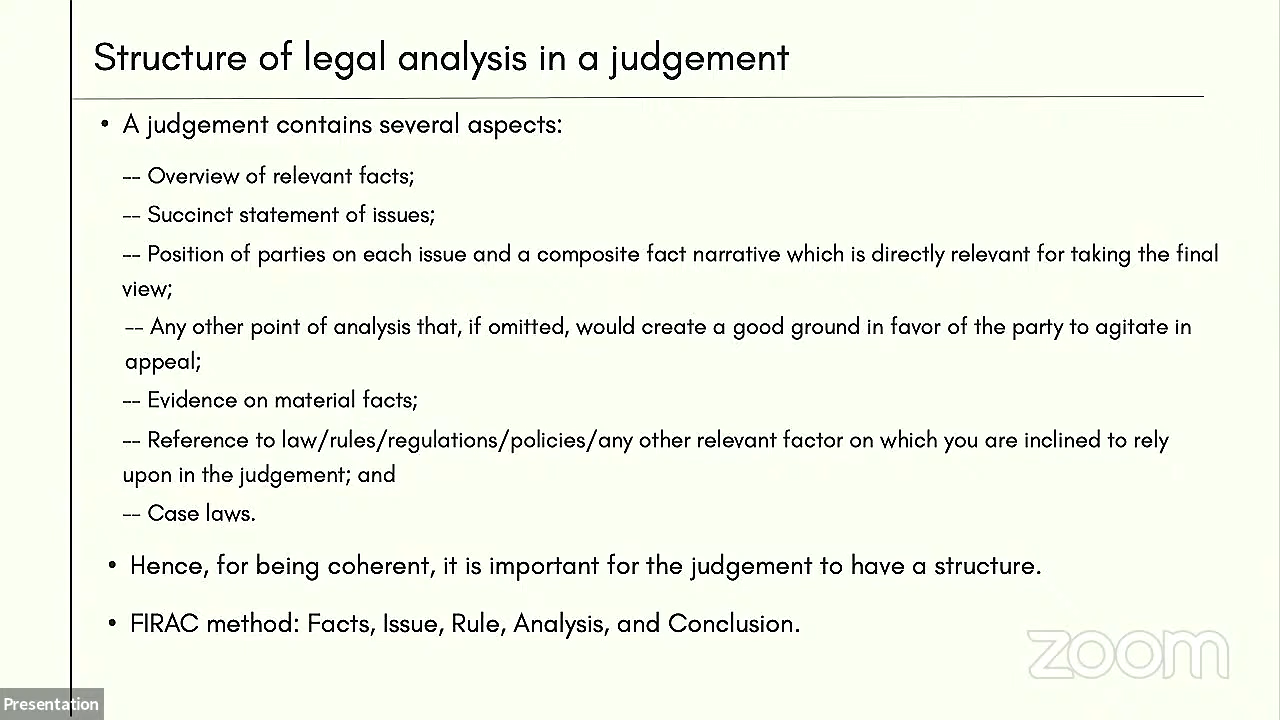 Structure of legal analysis in a judgement
• A judgement contains several aspects:
-- Overview of relevant facts;
-- Succinct statement of issues;
-- Position of parties on each issue and a composite fact narrative which is directly relevant for taking the final
view;
-- Any other point of analysis that, if omitted, would create a good ground in favor of the party to agitate in
appeal;
-- Evidence on material facts;
-- Reference to law/rules/regulations/policies/any other relevant factor on which you are inclined to rely
upon in the judgement; and
-- Case laws.
• Hence, for being coherent, it is important for the judgement to have a structure.
• FIRAC method: Facts, Issue, Rule, Analysis, and Conclusion.
zoom
Presentation